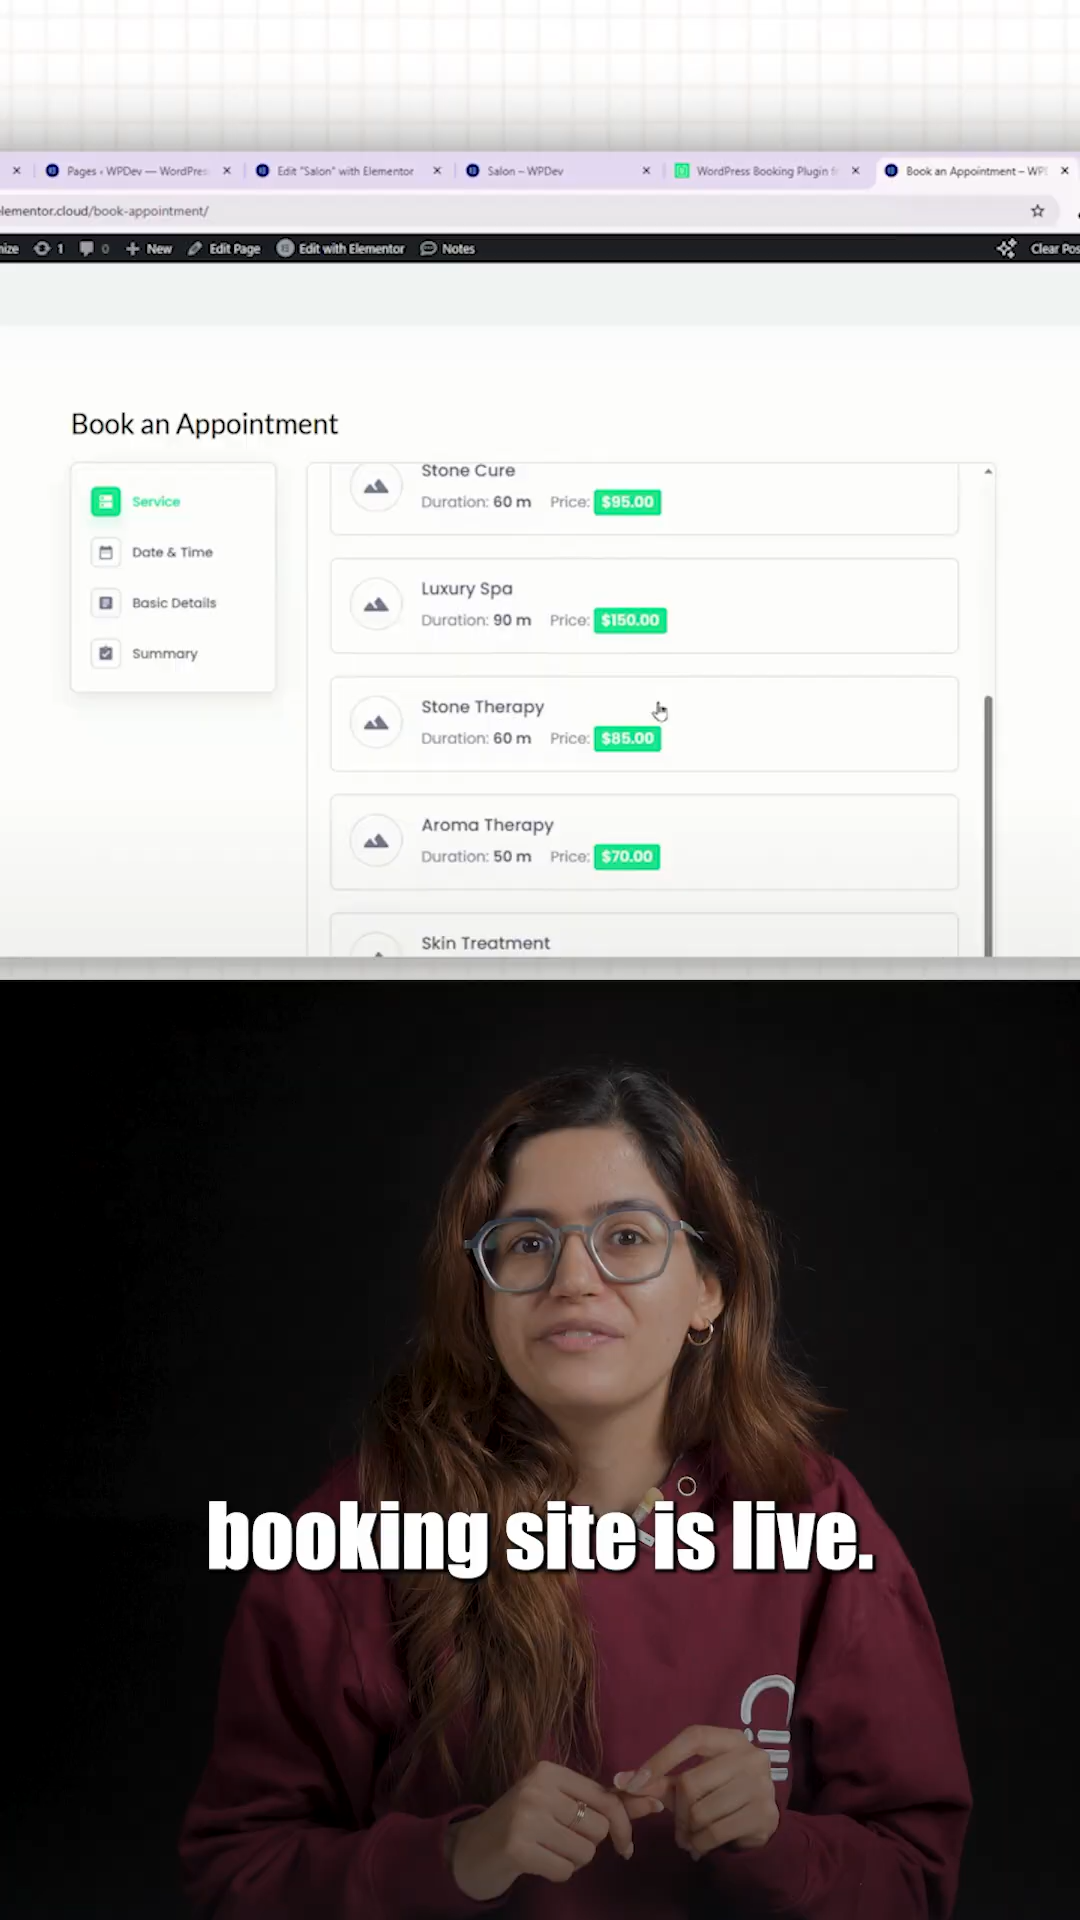 Pages ‹ WPDev — WordPres
Edit "Salon" with Elementor
Salon – WPDev
WordPress Booking Plugin f
Book an Appointment – WP
lementor.cloud/book-appointment/
ize
1
0
New
Edit Page
Edit with Elementor
Notes
Clear Pos
Book an Appointment
Service
Date & Time
Basic Details
Summary
Stone Cure
Duration: 60 m Price: $95.00
Luxury Spa
Duration: 90 m Price: $150.00
Stone Therapy
Duration: 60 m Price: $85.00
Aroma Therapy
Duration: 50 m Price: $70.00
Skin Treatment
booking site is live.